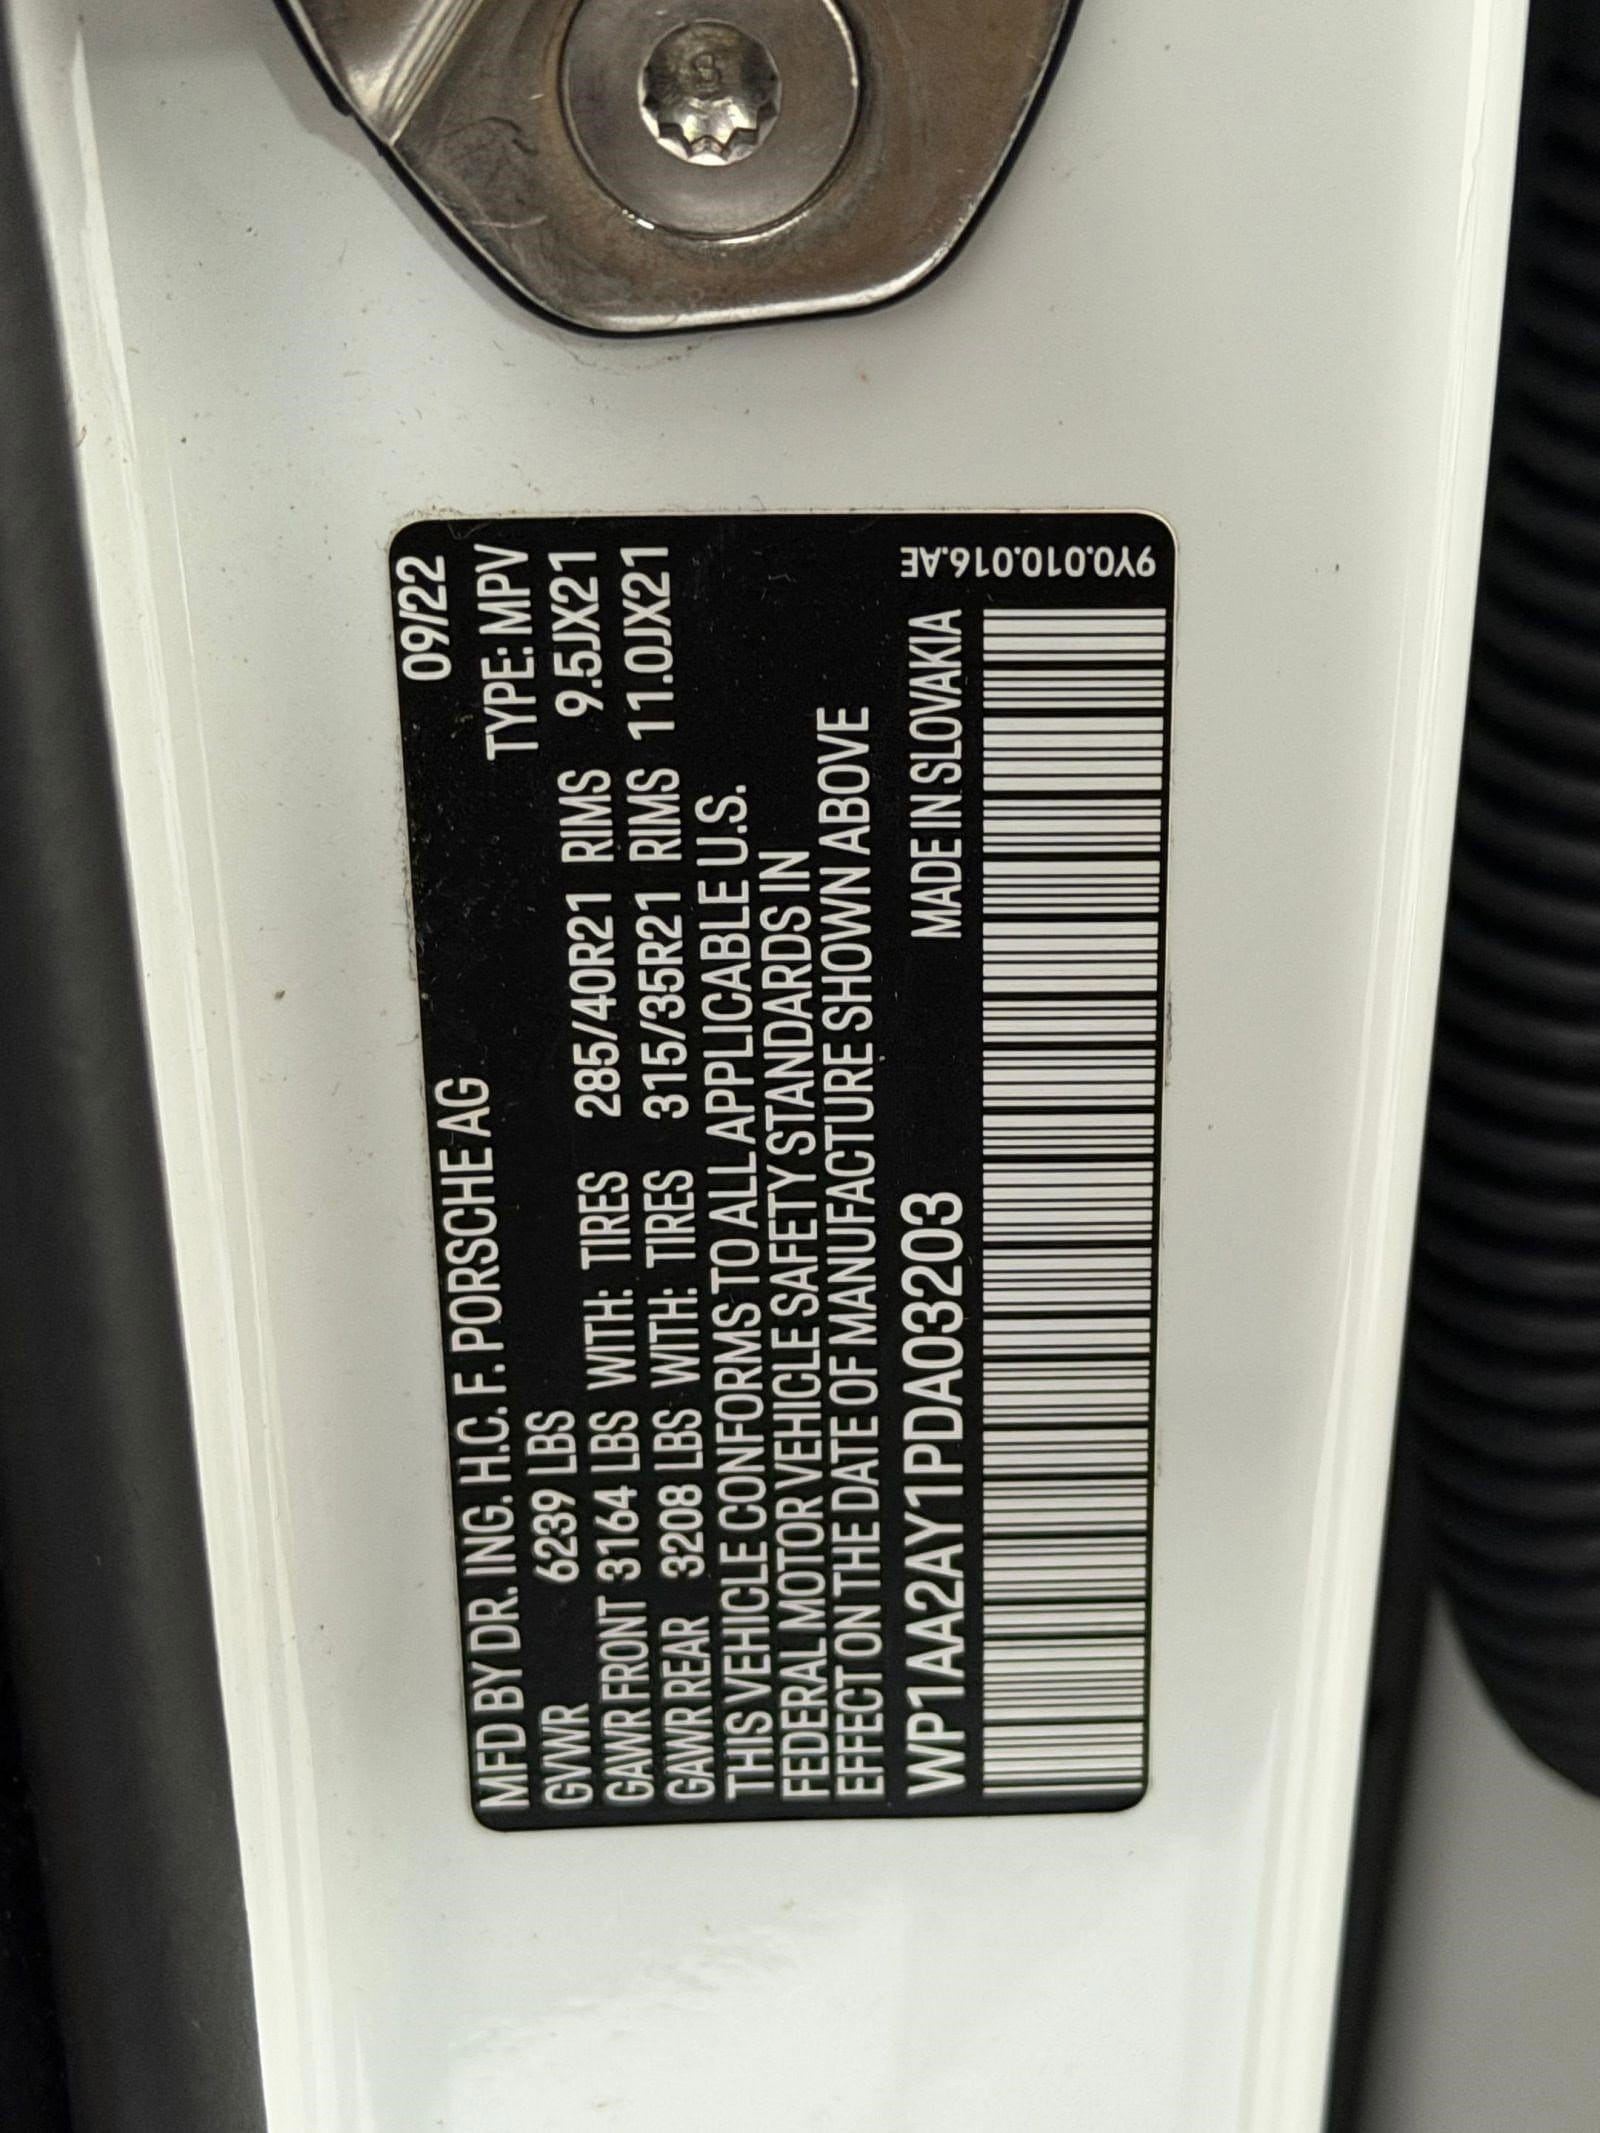 MFD BY DR. ING. H.C. F. PORSCHE AG 09/22
GVWR 6239 LBS TYPE: MPV
GAWR FRONT 3164 LBS WITH: TIRES 285/40R21 RIMS 9.5JX21
GAWR REAR 3208 LBS WITH: TIRES 315/35R21 RIMS 11.0JX21
THIS VEHICLE CONFORMS TO ALL APPLICABLE U.S.
FEDERAL MOTOR VEHICLE SAFETY STANDARDS IN
EFFECT ON THE DATE OF MANUFACTURE SHOWN ABOVE
WP1AA2AY1PDA03203 MADE IN SLOVAKIA
9Y0.010.016.AE
8